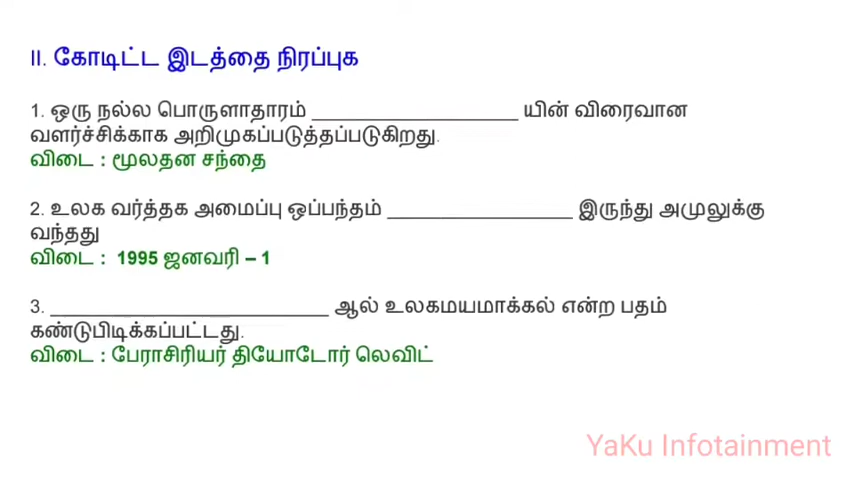 II. கோடிட்ட இடத்தை நிரப்புக
1. ஒரு நல்ல பொருளாதாரம் ____________________ யின் விரைவான
வளர்ச்சிக்காக அறிமுகப்படுத்தப்படுகிறது.
விடை : மூலதன சந்தை
2. உலக வர்த்தக அமைப்பு ஒப்பந்தம் __________________ இருந்து அமுலுக்கு
வந்தது
விடை : 1995 ஜனவரி – 1
3. ___________________________ ஆல் உலகமயமாக்கல் என்ற பதம்
கண்டுபிடிக்கப்பட்டது.
விடை : பேராசிரியர் தியோடோர் லெவிட்
YaKu Infotainment